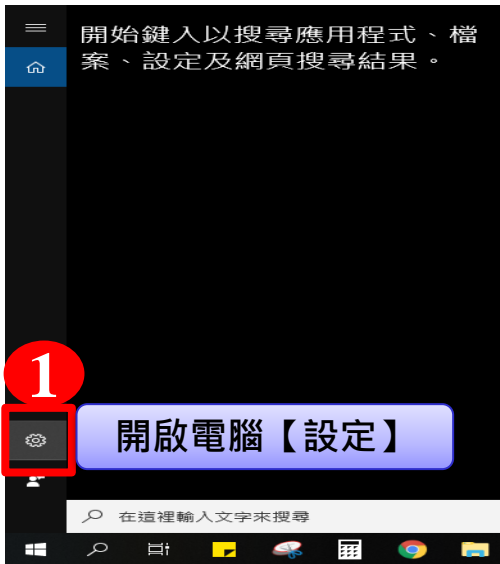 開始鍵入以搜尋應用程式、檔
案、設定及網頁搜尋結果。
1
開啟電腦【設定】
在這裡輸入文字來搜尋